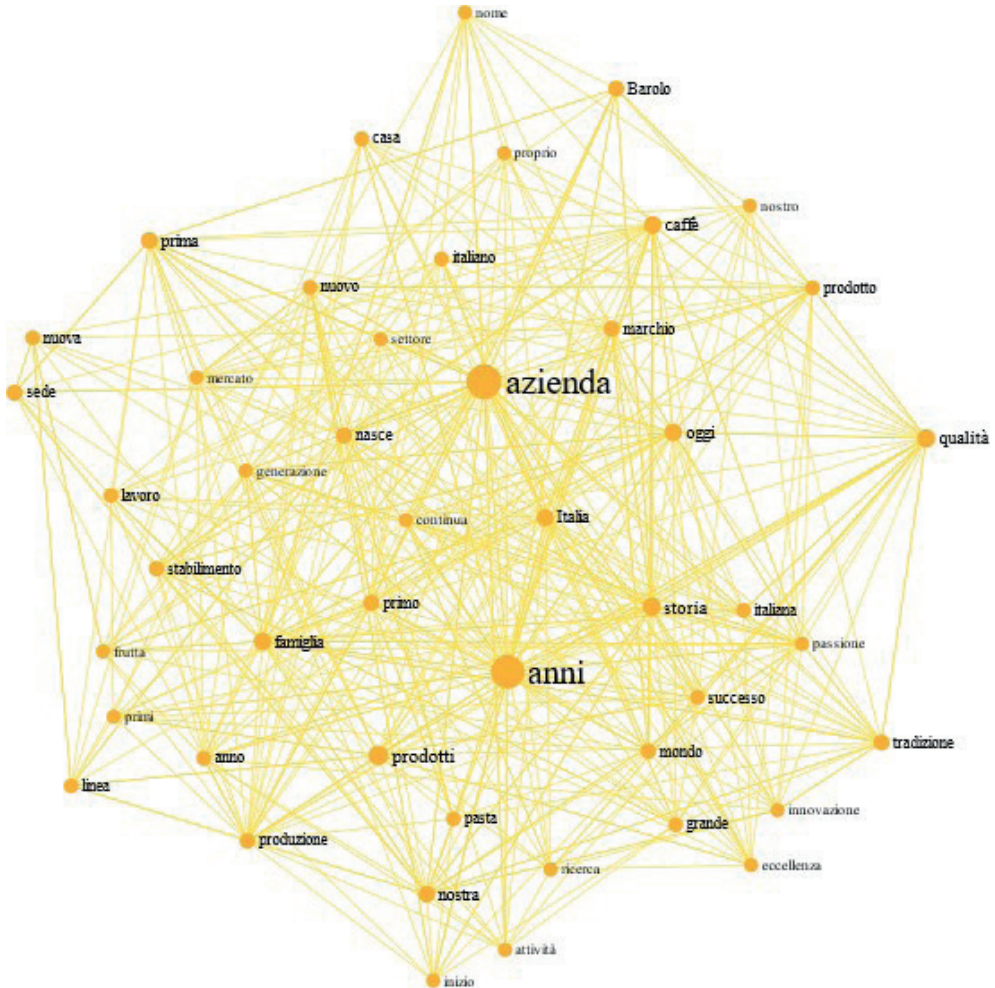 nome
Barolo
casa
proprio
nostro
caffè
prima
italiano
nuovo
prodotto
marchio
nuova
settore
mercato
azienda
sede
oggi
nasce
qualità
generazione
lavoro
Italia
continua
stabilimento
primo
storia
italiana
famiglia
passione
frutta
anni
successo
primi
tradizione
mondo
prodotti
anno
linea
innovazione
pasta
grande
produzione
eccellenza
ricerca
nostra
attività
inizio